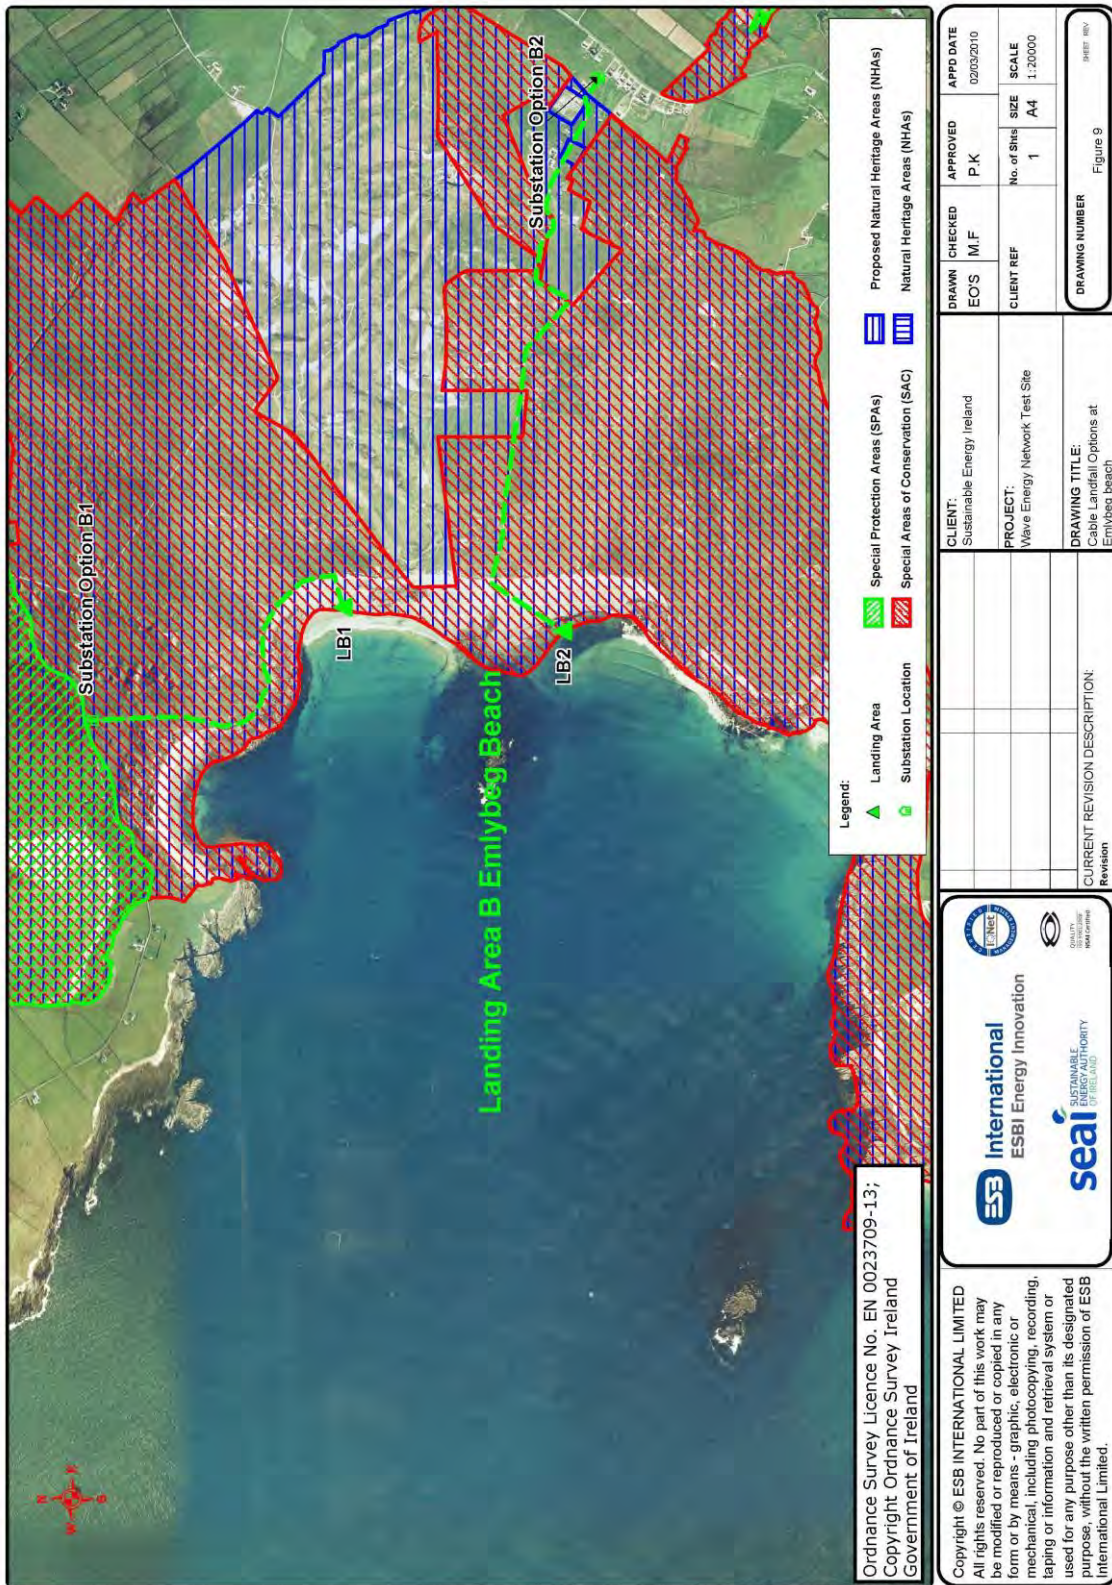 N
W E
S
Substation Option B1
Substation Option B2
LB1
LB2
Landing Area B Emlybeg Beach
Ordnance Survey Licence No. EN 0023709-13;
Copyright Ordnance Survey Ireland
Government of Ireland
Legend:
Landing Area
Substation Location
Special Protection Areas (SPAs)
Special Areas of Conservation (SAC)
Proposed Natural Heritage Areas (NHAs)
Natural Heritage Areas (NHAs)
Copyright © ESB INTERNATIONAL LIMITED
All rights reserved. No part of this work may
be modified or reproduced or copied in any
form or by means - graphic, electronic or
mechanical, including photocopying, recording,
taping or information and retrieval system or
used for any purpose other than its designated
purpose, without the written permission of ESB
International Limited.
ESB International
ESBI Energy Innovation
seai SUSTAINABLE
ENERGY AUTHORITY
OF IRELAND
IQNet
QUALITY
NSAI Certified
CURRENT REVISION DESCRIPTION:
Revision
CLIENT:
Sustainable Energy Ireland
PROJECT:
Wave Energy Network Test Site
DRAWING TITLE:
Cable Landfall Options at
Emlybeg beach
DRAWN CHECKED APPROVED APPD DATE
EO'S M.F P.K 02/03/2010
CLIENT REF No. of Shts SIZE SCALE
1 A4 1:20000
DRAWING NUMBER SHEET REV
Figure 9